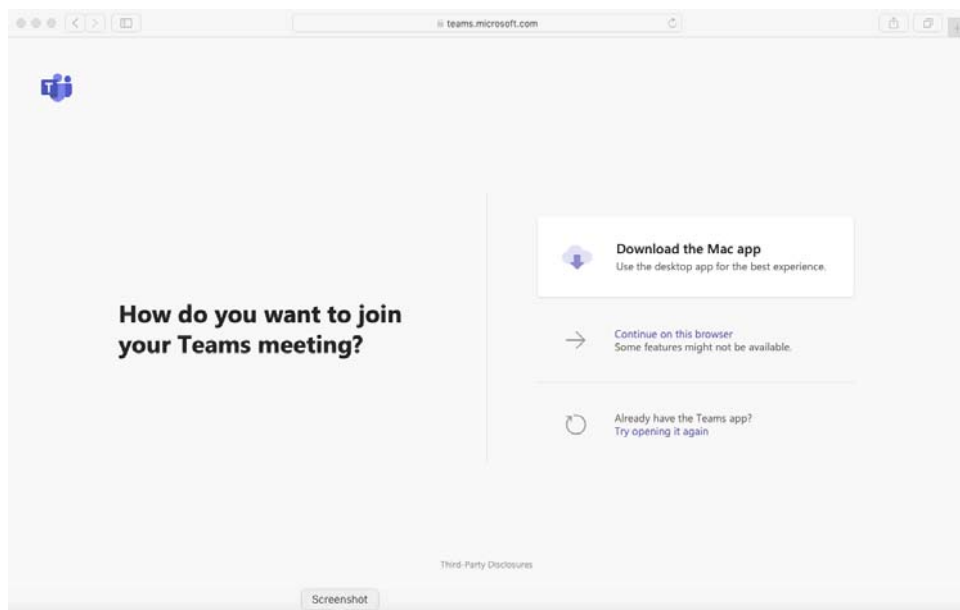 teams.microsoft.com
T
How do you want to join
your Teams meeting?
Download the Mac app
Use the desktop app for the best experience.
Continue on this browser
Some features might not be available.
Already have the Teams app?
Try opening it again
Third-Party Disclosures
Screenshot